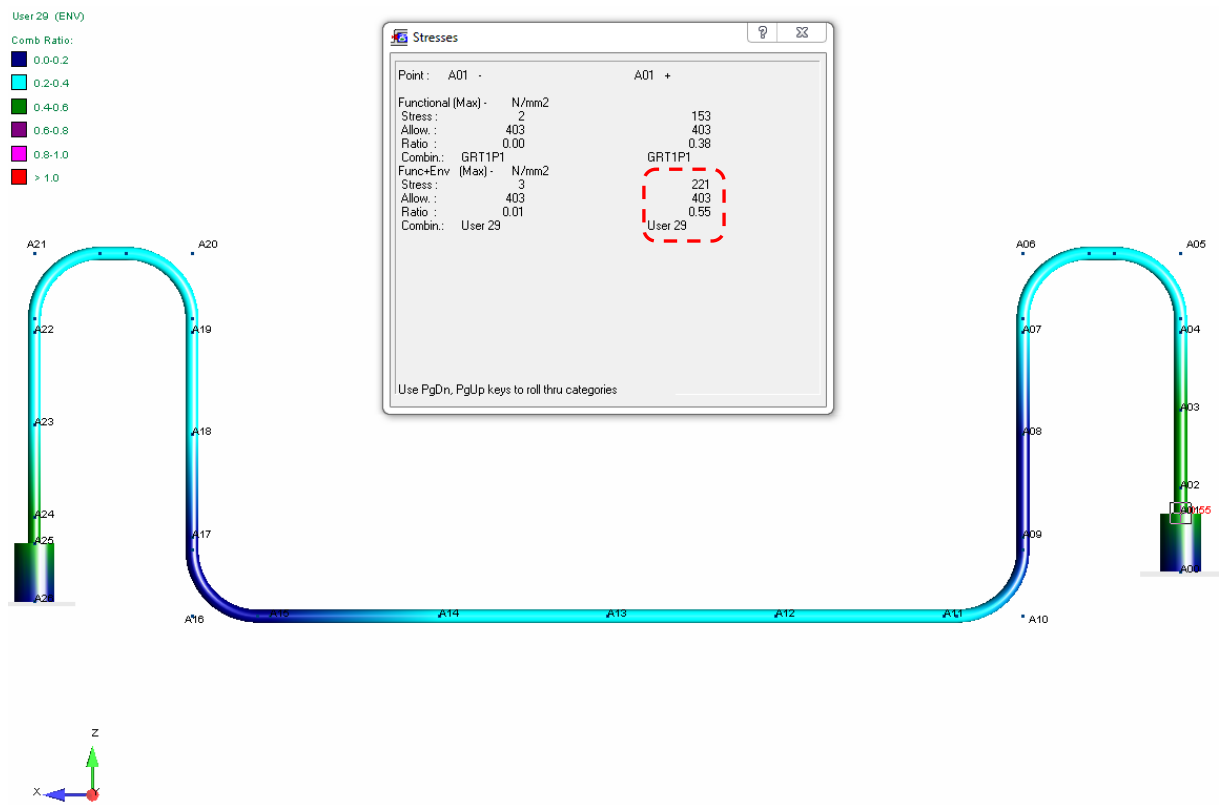 User 29 (ENV)
Comb Ratio:
0.0-0.2
0.2-0.4
0.4-0.6
0.6-0.8
0.8-1.0
> 1.0
Stresses
Point : A01 - A01 +
Functional (Max) - N/mm2
Stress : 2 153
Allow. : 403 403
Ratio : 0.00 0.38
Combin.: GRT1P1 GRT1P1
Func+Env (Max) - N/mm2
Stress : 3 221
Allow. : 403 403
Ratio : 0.01 0.55
Combin.: User 29 User 29
Use PgDn, PgUp keys to roll thru categories
A21 A20 A06 A05
A22 A19 A07 A04
A23 A18 A08 A03
A24 A17 A09 A02
A25
A26 A00
A16 A15 A14 A13 A12 A11 A10
Z
X